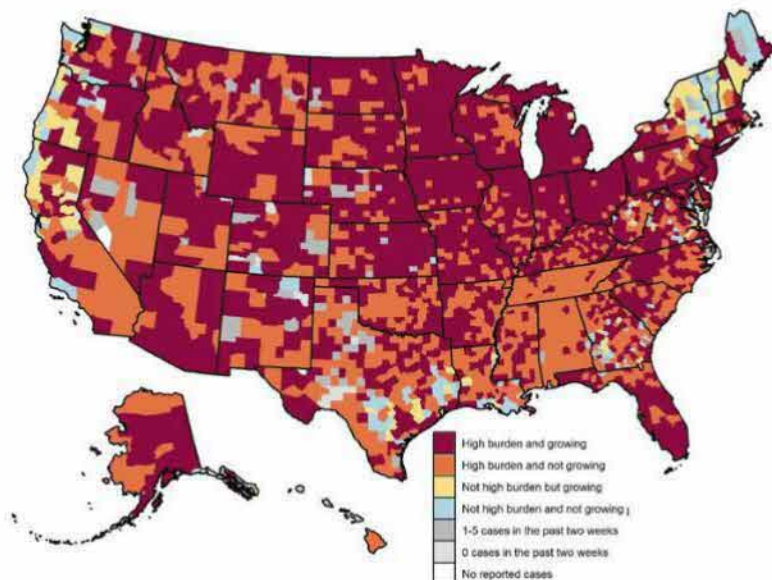 High burden and growing
High burden and not growing
Not high burden but growing
Not high burden and not growing
1-5 cases in the past two weeks
0 cases in the past two weeks
No reported cases